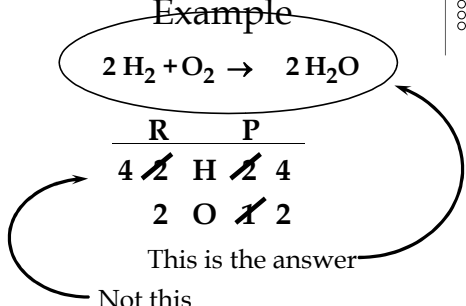 Example
2 H₂ + O₂ → 2 H₂O
R P
4 2 H 2 4
2 O 1 2
This is the answer
Not this